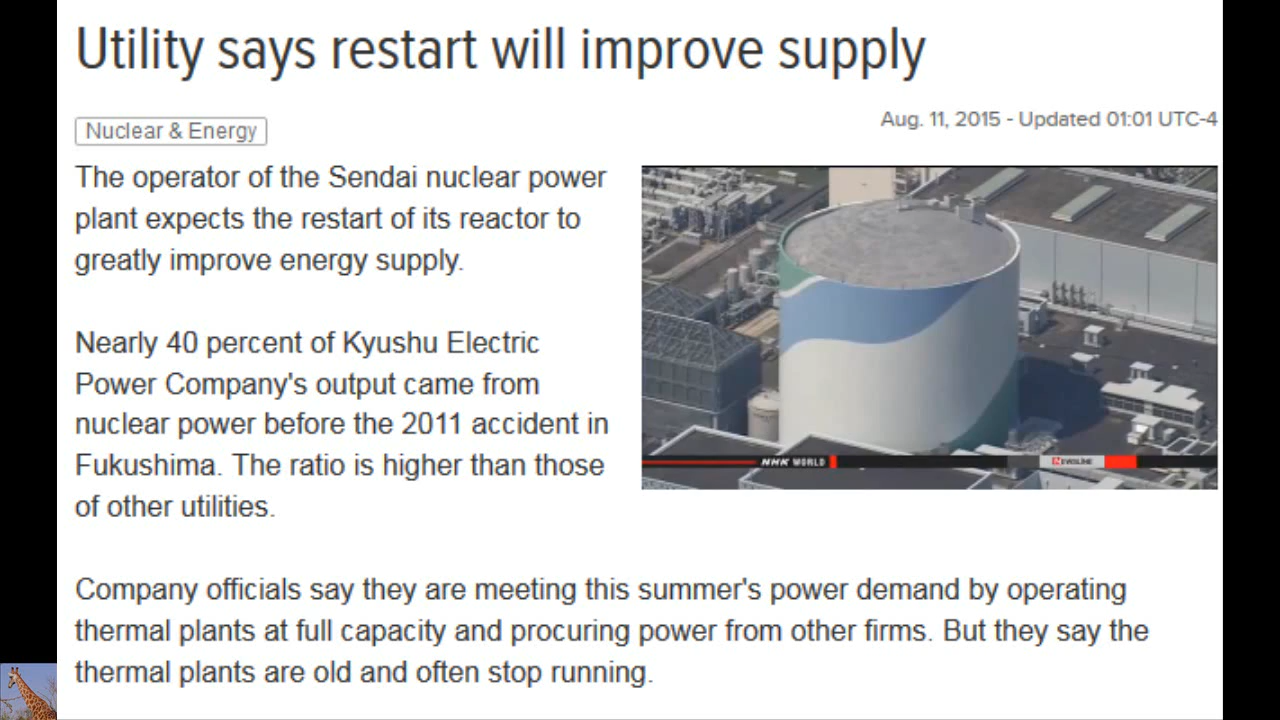 Utility says restart will improve supply
Nuclear & Energy
Aug. 11, 2015 - Updated 01:01 UTC-4
The operator of the Sendai nuclear power
plant expects the restart of its reactor to
greatly improve energy supply.
Nearly 40 percent of Kyushu Electric
Power Company's output came from
nuclear power before the 2011 accident in
Fukushima. The ratio is higher than those
of other utilities.
NHK WORLD
NEWSLINE
Company officials say they are meeting this summer's power demand by operating
thermal plants at full capacity and procuring power from other firms. But they say the
thermal plants are old and often stop running.